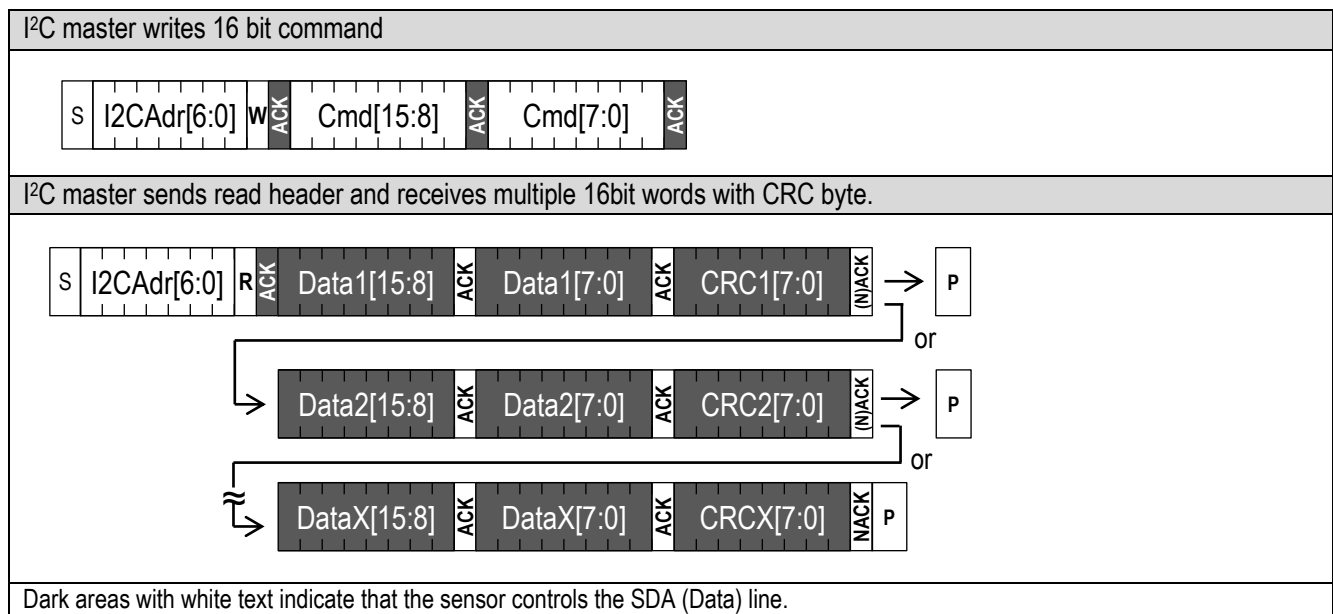 I²C master writes 16 bit command
S I2CAdr[6:0] W ACK Cmd[15:8] ACK Cmd[7:0] ACK
I²C master sends read header and receives multiple 16bit words with CRC byte.
S I2CAdr[6:0] R ACK Data1[15:8] ACK Data1[7:0] ACK CRC1[7:0] (N)ACK P
or
Data2[15:8] ACK Data2[7:0] ACK CRC2[7:0] (N)ACK P
or
DataX[15:8] ACK DataX[7:0] ACK CRCX[7:0] NACK P
Dark areas with white text indicate that the sensor controls the SDA (Data) line.